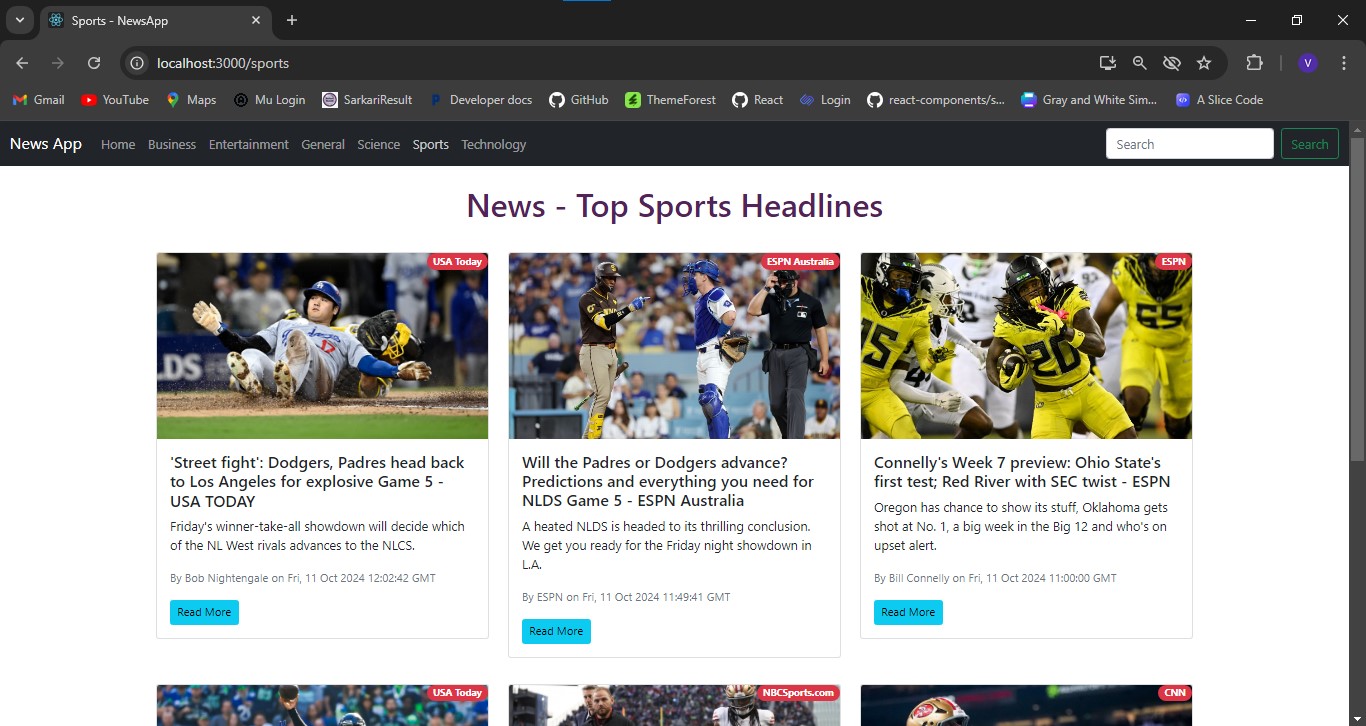 Sports - NewsApp
localhost:3000/sports
V
Gmail YouTube Maps Mu Login SarkariResult Developer docs GitHub ThemeForest React Login react-components/s... Gray and White Sim... A Slice Code
News App Home Business Entertainment General Science Sports Technology Search Search
News - Top Sports Headlines
USA Today
17
'Street fight': Dodgers, Padres head back
to Los Angeles for explosive Game 5 -
USA TODAY
Friday's winner-take-all showdown will decide which
of the NL West rivals advances to the NLCS.
By Bob Nightengale on Fri, 11 Oct 2024 12:02:42 GMT
Read More
ESPN Australia
Will the Padres or Dodgers advance?
Predictions and everything you need for
NLDS Game 5 - ESPN Australia
A heated NLDS is headed to its thrilling conclusion.
We get you ready for the Friday night showdown in
L.A.
By ESPN on Fri, 11 Oct 2024 11:49:41 GMT
Read More
ESPN
15
20
55
Connelly's Week 7 preview: Ohio State's
first test; Red River with SEC twist - ESPN
Oregon has chance to show its stuff, Oklahoma gets
shot at No. 1, a big week in the Big 12 and who's on
upset alert.
By Bill Connelly on Fri, 11 Oct 2024 11:00:00 GMT
Read More
USA Today
NBCSports.com
CNN